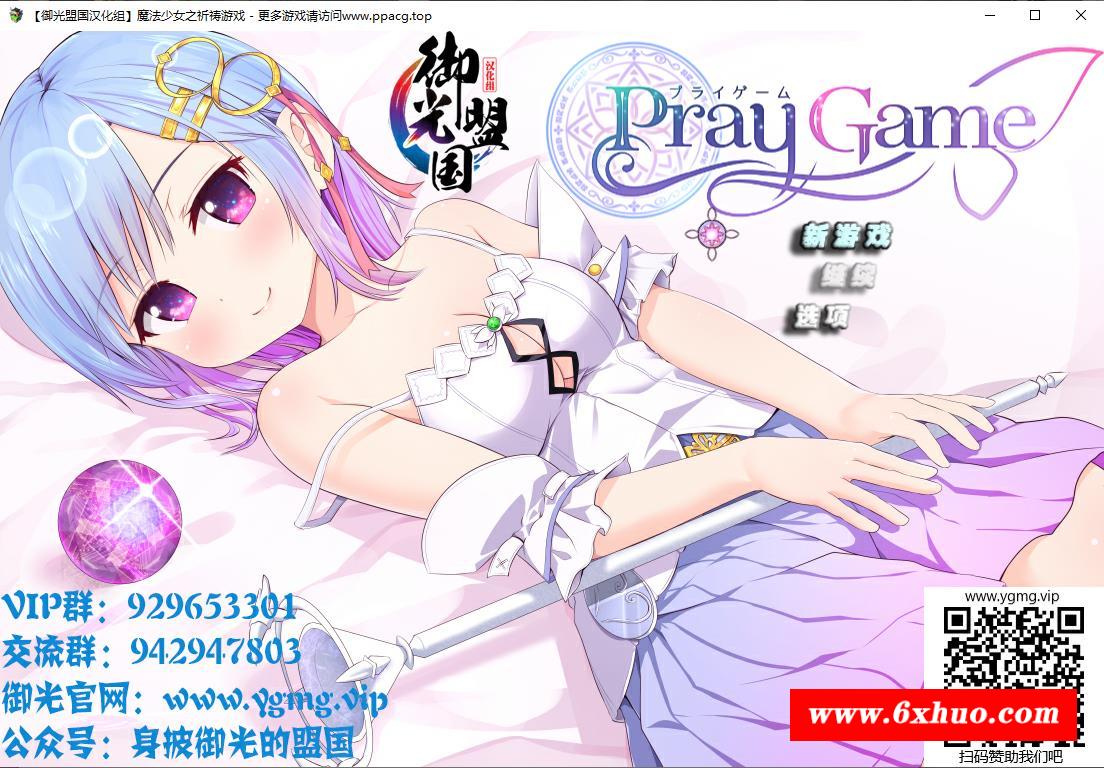 【御光盟国汉化组】魔法少女之祈祷游戏 - 更多游戏请访问www.ppacg.top
御光盟国
汉化组
プライゲーム
Pray Game
新游戏
继续
选项
VIP群：929653301
交流群：942947803
御光官网：www.ygmg.vip
公众号：身披御光的盟国
www.ygmg.vip
www.6xhuo.com
扫码赞助我们吧